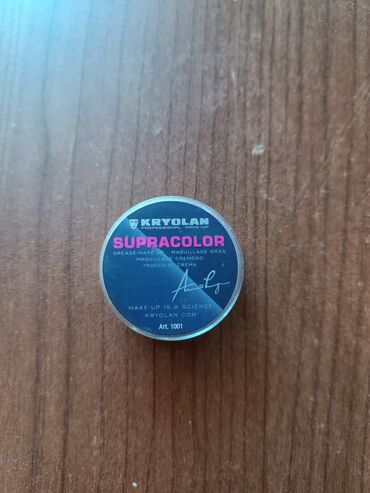 KRYOLAN
PROFESSIONAL MAKE-UP
SUPRACOLOR
GREASE-MAKE-UP MAQUILLAGE GRAS
MAQUILLAJE CREMOSO
TRUCCO DI CREMA
MAKE-UP IS A SCIENCE
KRYOLAN.COM
Art. 1001